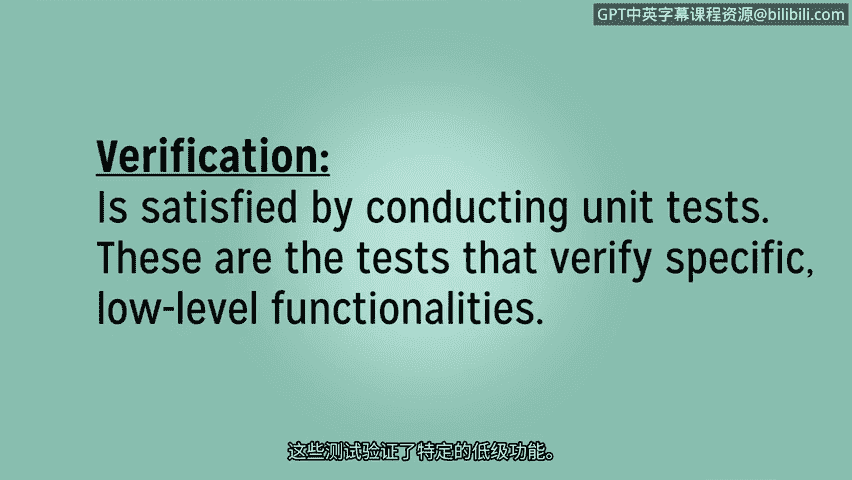 GPT中英字幕课程资源@bilibili.com
Verification:
Is satisfied by conducting unit tests.
These are the tests that verify specific,
low-level functionalities.
这些测试验证了特定的低级功能。